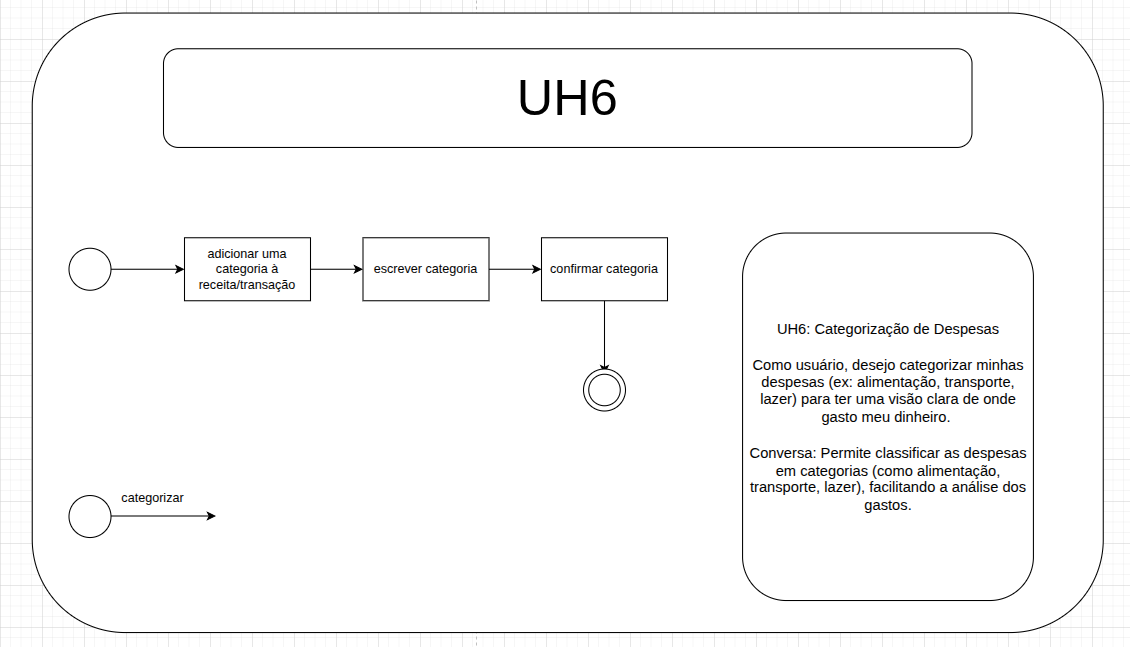 UH6
adicionar uma
categoria à
receita/transação
escrever categoria
confirmar categoria
UH6: Categorização de Despesas
Como usuário, desejo categorizar minhas
despesas (ex: alimentação, transporte,
lazer) para ter uma visão clara de onde
gasto meu dinheiro.
Conversa: Permite classificar as despesas
em categorias (como alimentação,
transporte, lazer), facilitando a análise dos
gastos.
categorizar